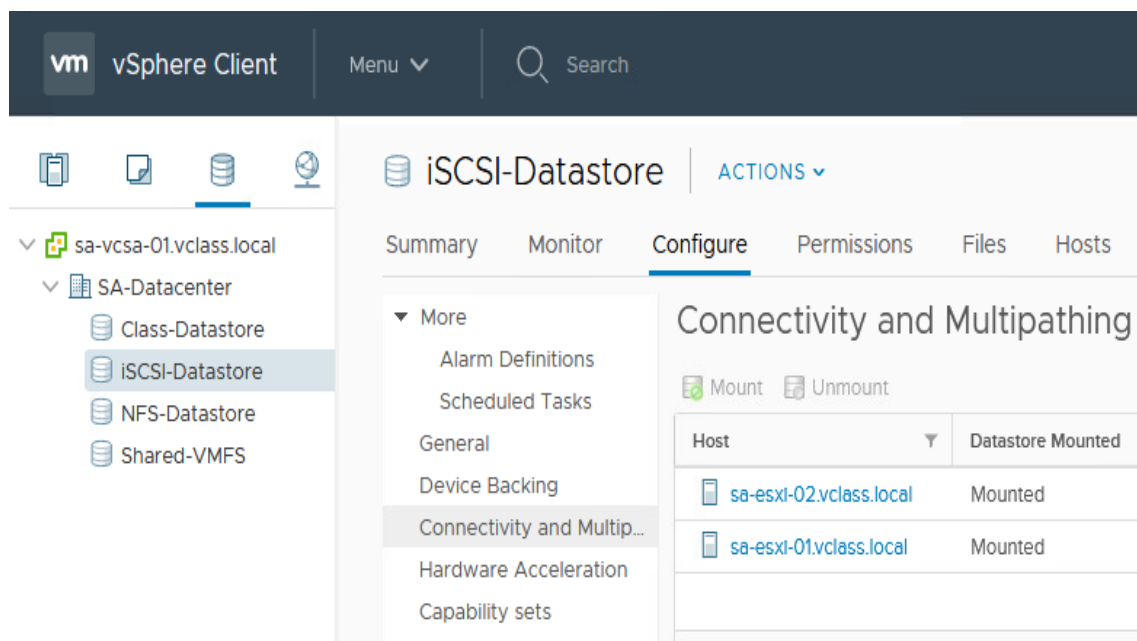 vm vSphere Client Menu Search
iSCSI-Datastore ACTIONS
Summary Monitor Configure Permissions Files Hosts
sa-vcsa-01.vclass.local
SA-Datacenter
Class-Datastore
iSCSI-Datastore
NFS-Datastore
Shared-VMFS
More
Alarm Definitions
Scheduled Tasks
General
Device Backing
Connectivity and Multip...
Hardware Acceleration
Capability sets
Connectivity and Multipathing
Mount Unmount
Host Datastore Mounted
sa-esxi-02.vclass.local Mounted
sa-esxi-01.vclass.local Mounted